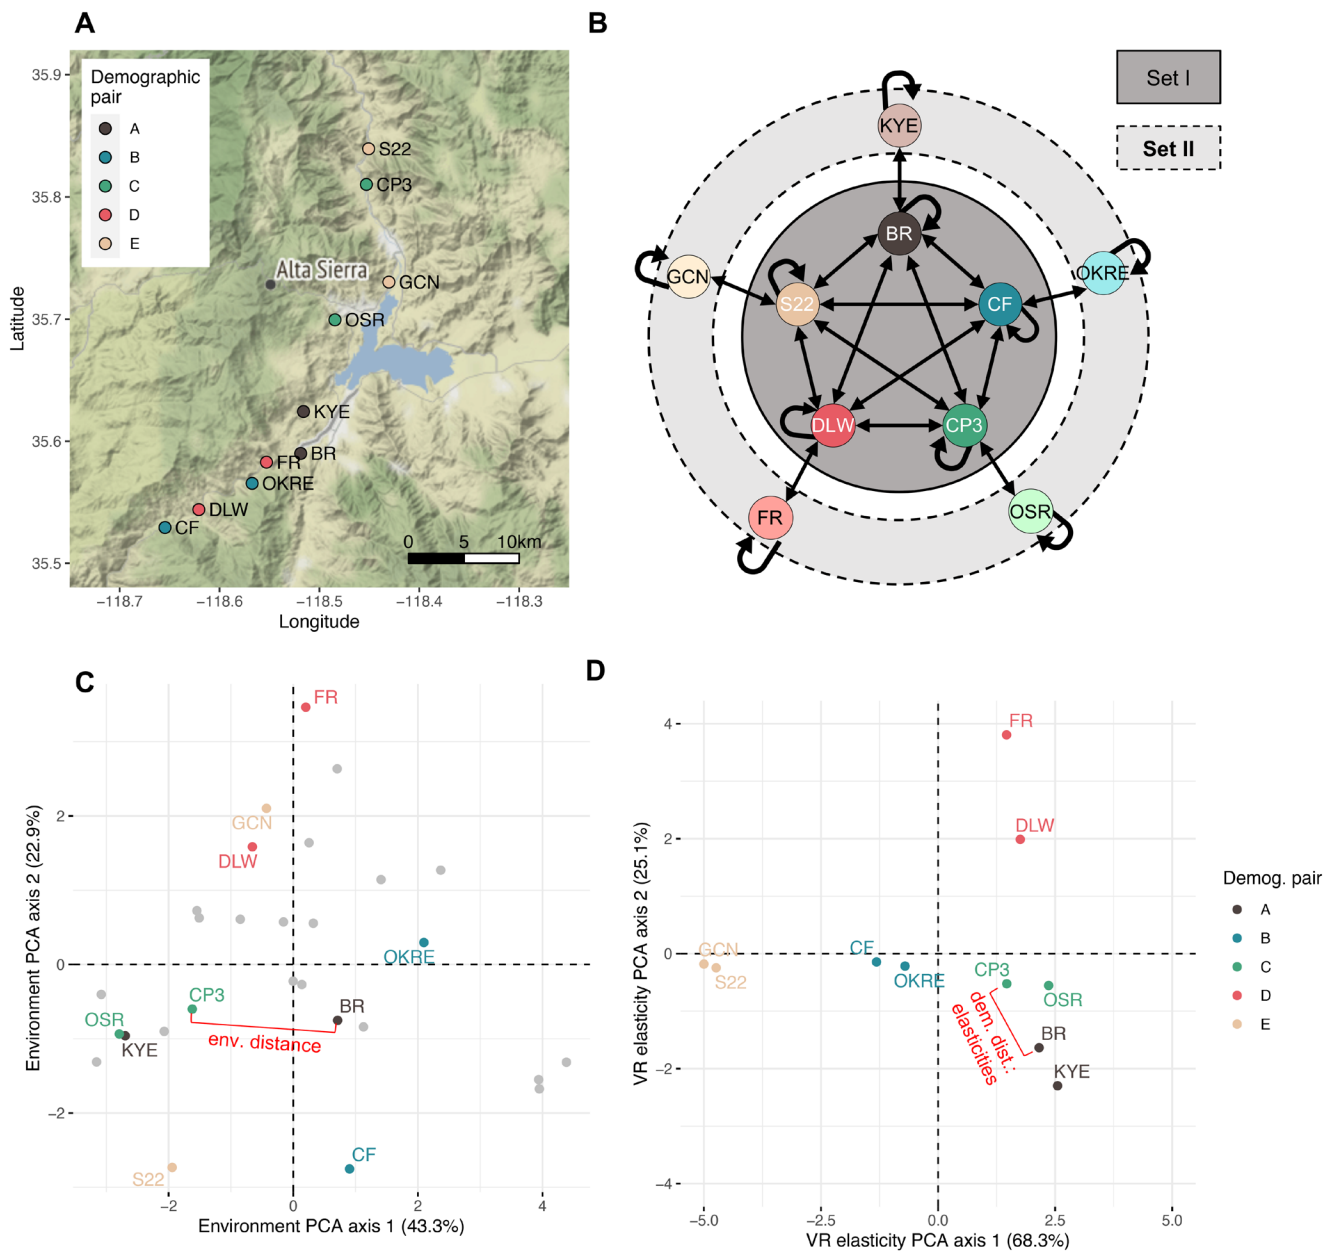 A
Demographic
pair
A
B
C
D
E
35.9
35.8
35.7
35.6
35.5
Latitude
S22
CP3
Alta Sierra
GCN
OSR
KYE
BR
FR
OKRE
DLW
CF
0 5 10km
−118.7 −118.6 −118.5 −118.4 −118.3
Longitude
B
Set I
Set II
KYE
BR
GCN
OKRE
S22
CF
DLW
CP3
FR
OSR
C
FR
GCN
DLW
OKRE
CP3
BR
OSR
KYE
env. distance
CF
S22
2
0
−2
Environment PCA axis 2 (22.9%)
−2 0 2 4
Environment PCA axis 1 (43.3%)
D
FR
DLW
GCN
S22
CF
OKRE
CP3
OSR
BR
KYE
dem. dist.:
elasticities
4
2
0
−2
−4
VR elasticity PCA axis 2 (25.1%)
−5.0 −2.5 0.0 2.5 5.0
VR elasticity PCA axis 1 (68.3%)
Demog. pair
A
B
C
D
E